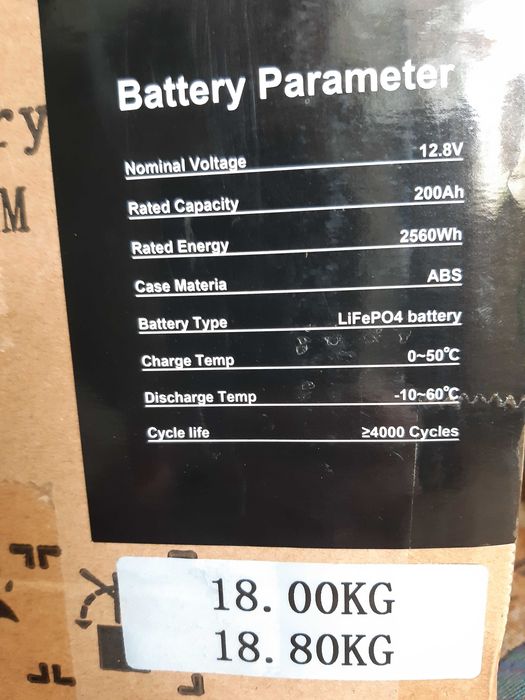 Battery Parameter
Nominal Voltage 12.8V
Rated Capacity 200Ah
Rated Energy 2560Wh
Case Materia ABS
Battery Type LiFePO4 battery
Charge Temp 0~50℃
Discharge Temp -10~60℃
Cycle life ≥4000 Cycles
ry
M
18.00KG
18.80KG